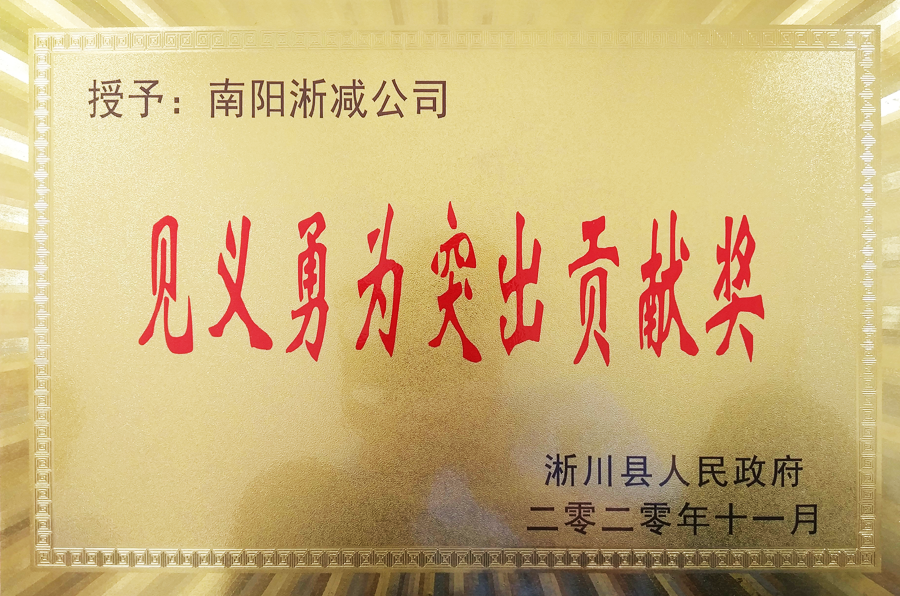 授予：南阳淅减公司
见义勇为突出贡献奖
淅川县人民政府
二零二零年十一月